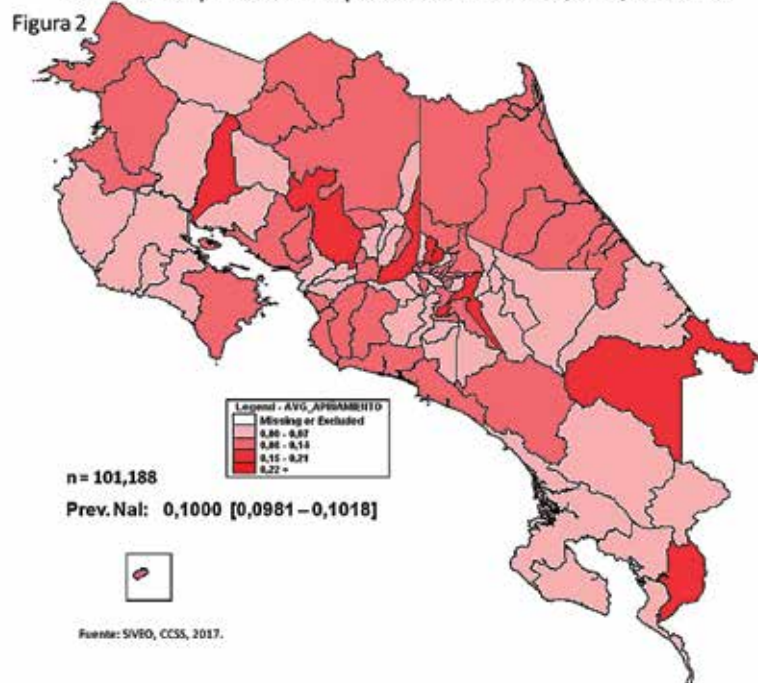 Figura 2
Legend - AVG_APIÑAMIENTO
Missing or Excluded
0,00 - 0,07
0,08 - 0,14
0,15 - 0,21
0,22 +
n = 101,188
Prev. Nal: 0,1000 [0,0981 – 0,1018]
Fuente: SIVEO, CCSS, 2017.